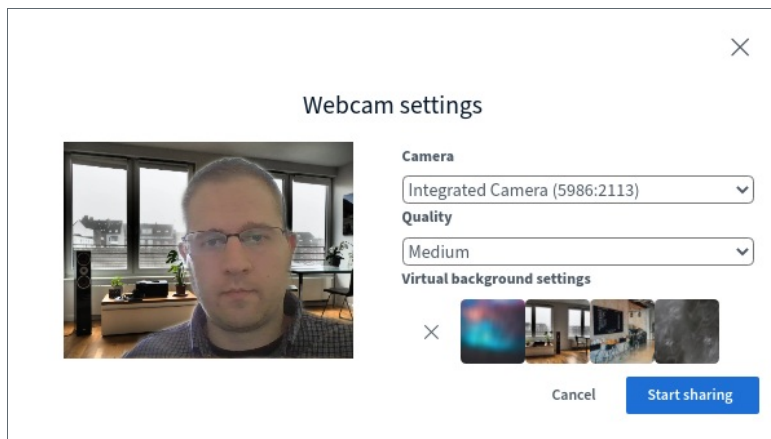 Webcam settings
Camera
Integrated Camera (5986:2113)
Quality
Medium
Virtual background settings
Cancel
Start sharing